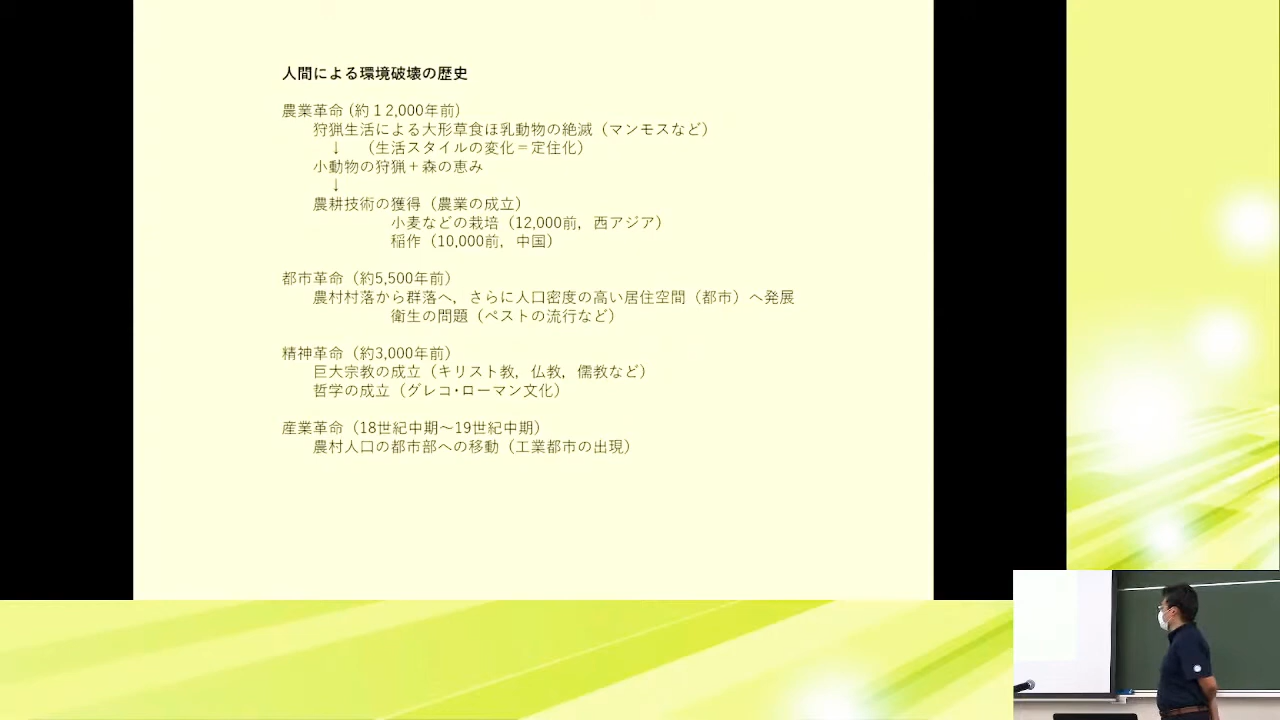 人間による環境破壊の歴史
農業革命 (約１2,000年前)
狩猟生活による大形草食ほ乳動物の絶滅（マンモスなど）
↓ （生活スタイルの変化＝定住化）
小動物の狩猟＋森の恵み
↓
農耕技術の獲得（農業の成立）
小麦などの栽培（12,000前，西アジア）
稲作（10,000前，中国）
都市革命（約5,500年前）
農村村落から群落へ，さらに人口密度の高い居住空間（都市）へ発展
衛生の問題（ペストの流行など）
精神革命（約3,000年前）
巨大宗教の成立（キリスト教，仏教，儒教など）
哲学の成立（グレコ･ローマン文化）
産業革命（18世紀中期～19世紀中期）
農村人口の都市部への移動（工業都市の出現）